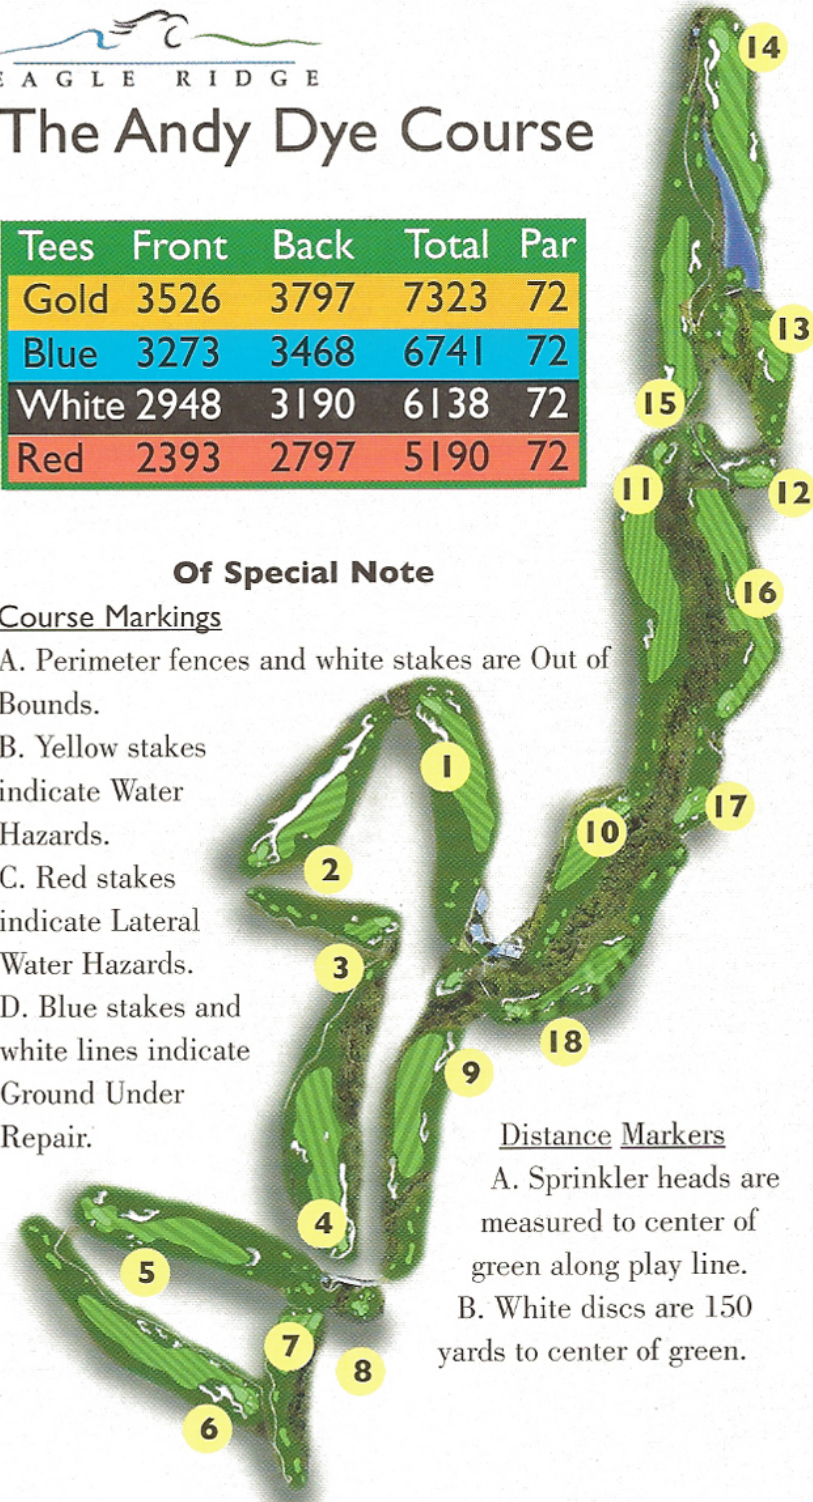 EAGLE RIDGE
The Andy Dye Course
Tees Front Back Total Par
Gold 3526 3797 7323 72
Blue 3273 3468 6741 72
White 2948 3190 6138 72
Red 2393 2797 5190 72
Of Special Note
Course Markings
A. Perimeter fences and white stakes are Out of
Bounds.
B. Yellow stakes
indicate Water
Hazards.
C. Red stakes
indicate Lateral
Water Hazards.
D. Blue stakes and
white lines indicate
Ground Under
Repair.
Distance Markers
A. Sprinkler heads are
measured to center of
green along play line.
B. White discs are 150
yards to center of green.
14
13
15
11
12
16
1
17
10
2
3
18
9
4
5
7
8
6